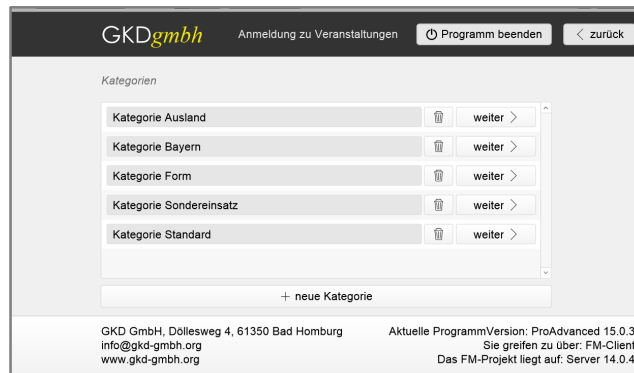 GKDgmbh Anmeldung zu Veranstaltungen Programm beenden zurück
Kategorien
Kategorie Ausland weiter
Kategorie Bayern weiter
Kategorie Form weiter
Kategorie Sondereinsatz weiter
Kategorie Standard weiter
+ neue Kategorie
GKD GmbH, Döllesweg 4, 61350 Bad Homburg Aktuelle ProgrammVersion: ProAdvanced 15.0.3
info@gkd-gmbh.org Sie greifen zu über: FM-Client
www.gkd-gmbh.org Das FM-Projekt liegt auf: Server 14.0.4